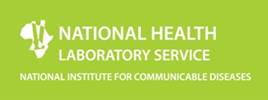 NATIONAL HEALTH
LABORATORY SERVICE
NATIONAL INSTITUTE FOR COMMUNICABLE DISEASES